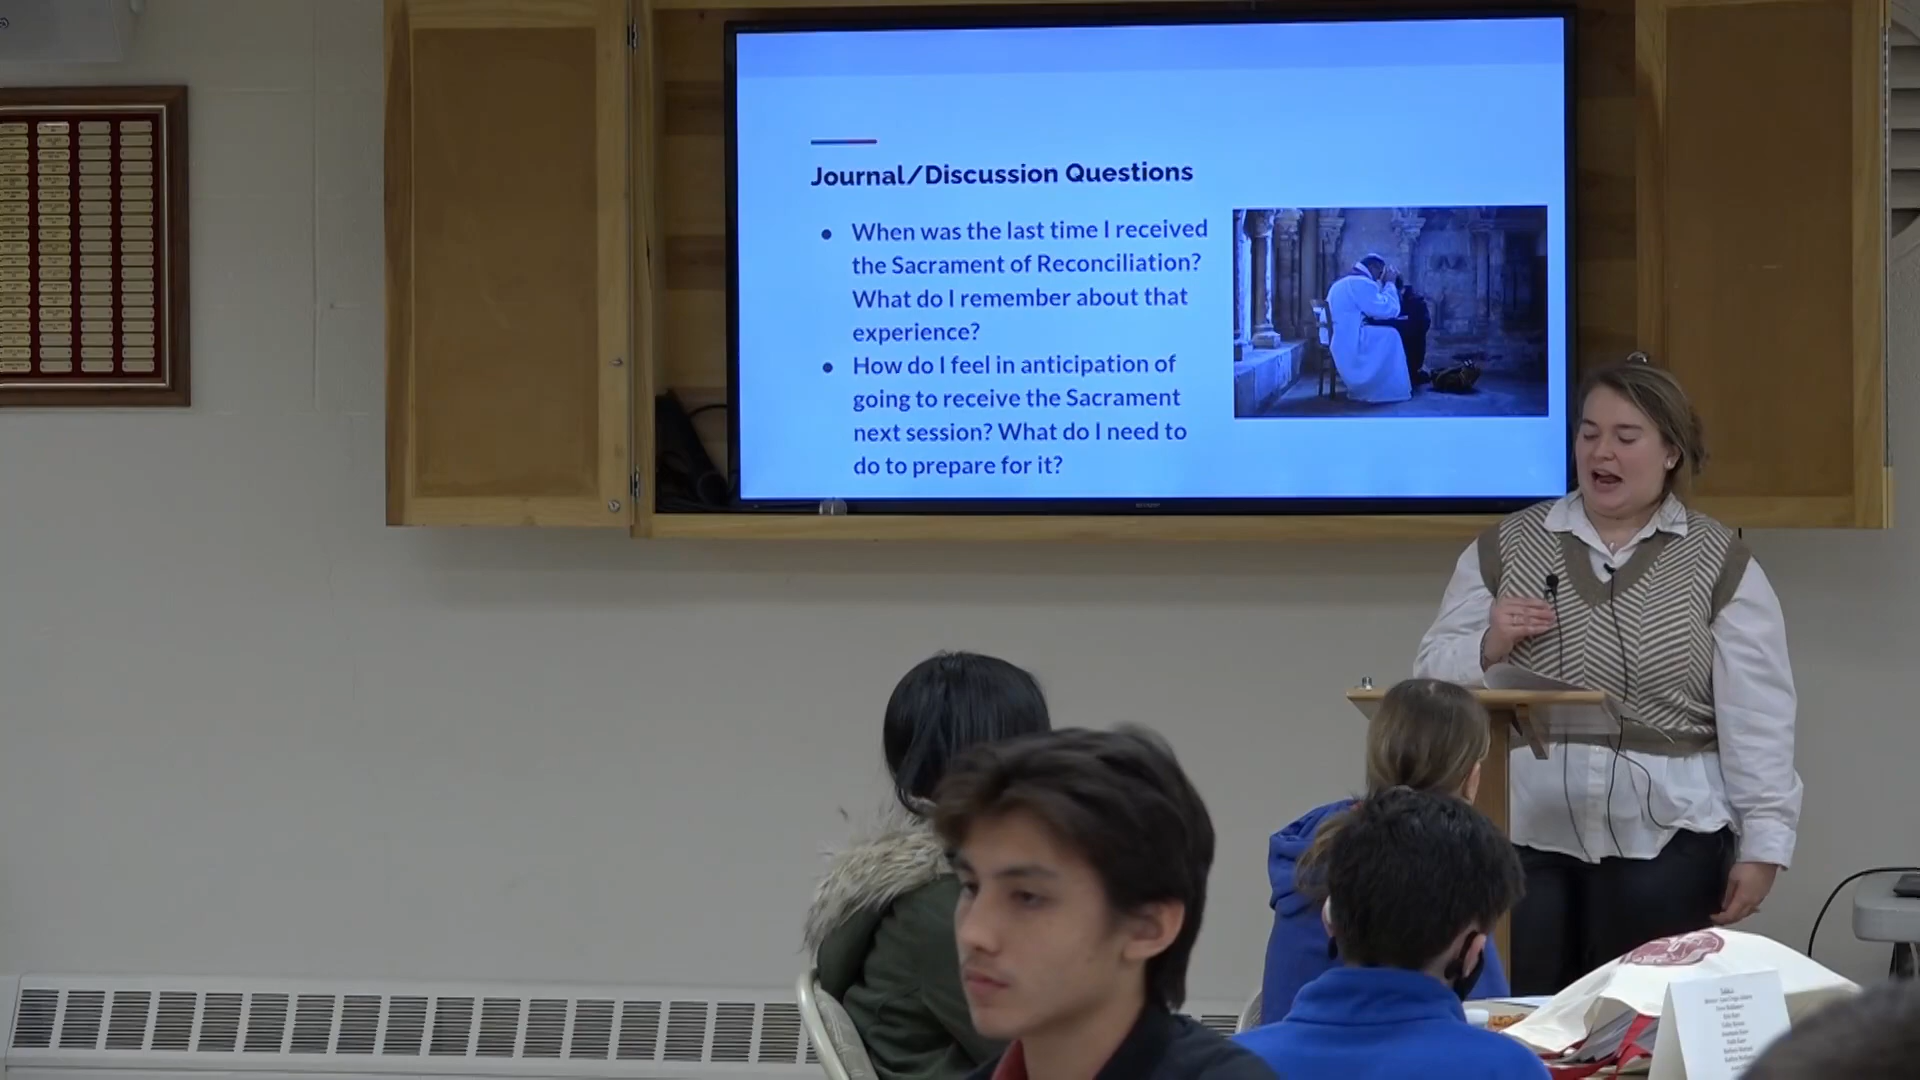 Journal/Discussion Questions
● When was the last time I received
the Sacrament of Reconciliation?
What do I remember about that
experience?
● How do I feel in anticipation of
going to receive the Sacrament
next session? What do I need to
do to prepare for it?